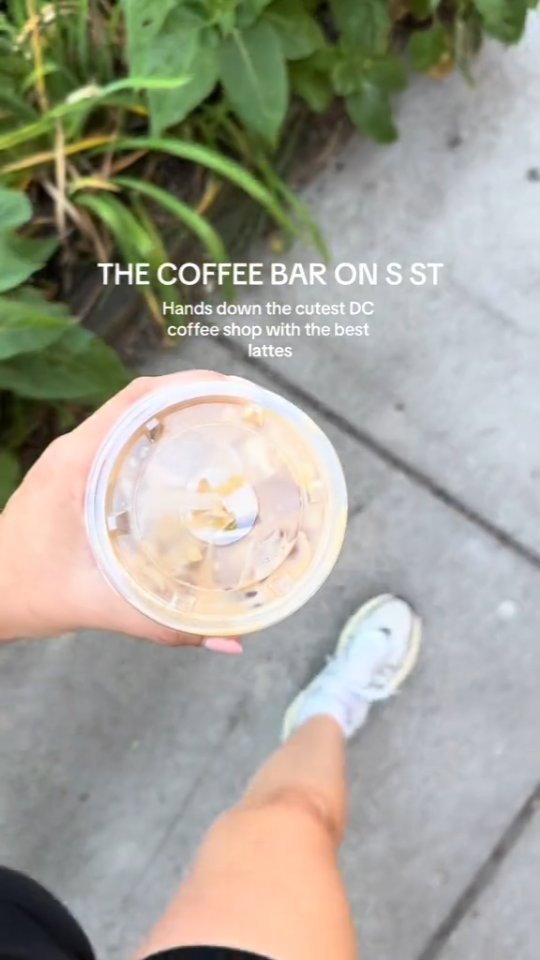 THE COFFEE BAR ON S ST
Hands down the cutest DC
coffee shop with the best
lattes